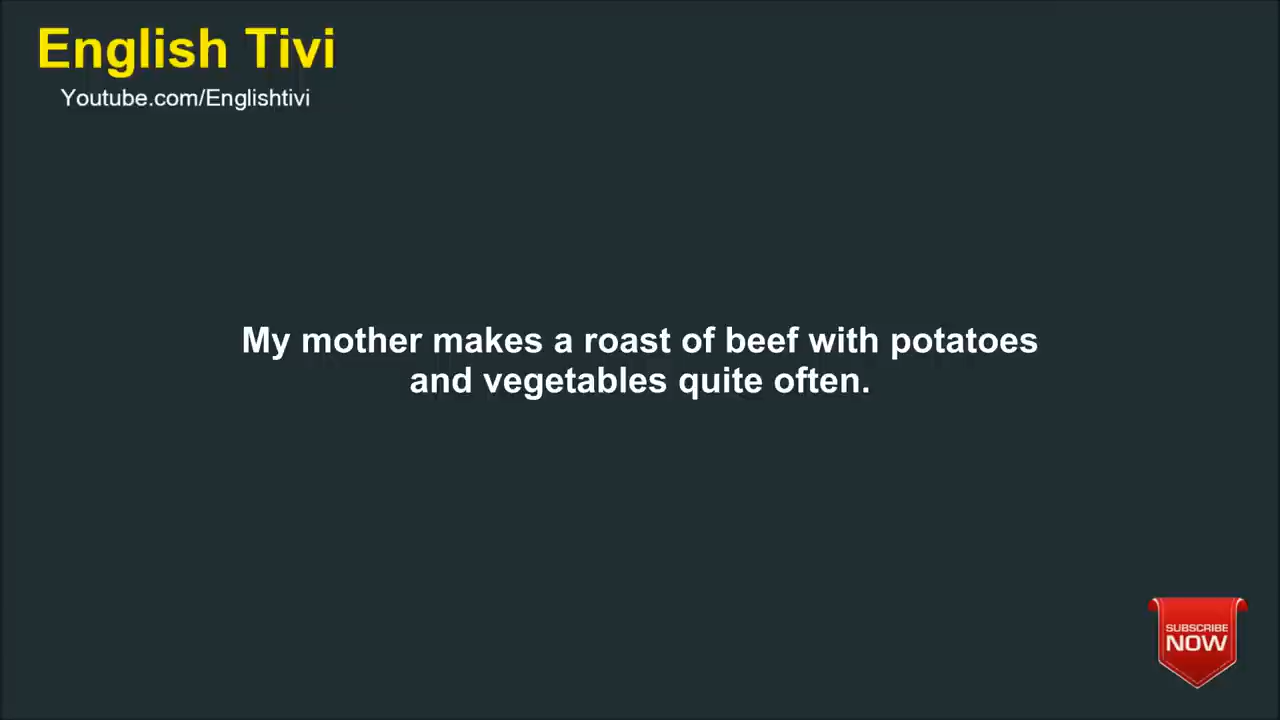 English Tivi
Youtube.com/Englishtivi
My mother makes a roast of beef with potatoes
and vegetables quite often.
SUBSCRIBE
NOW